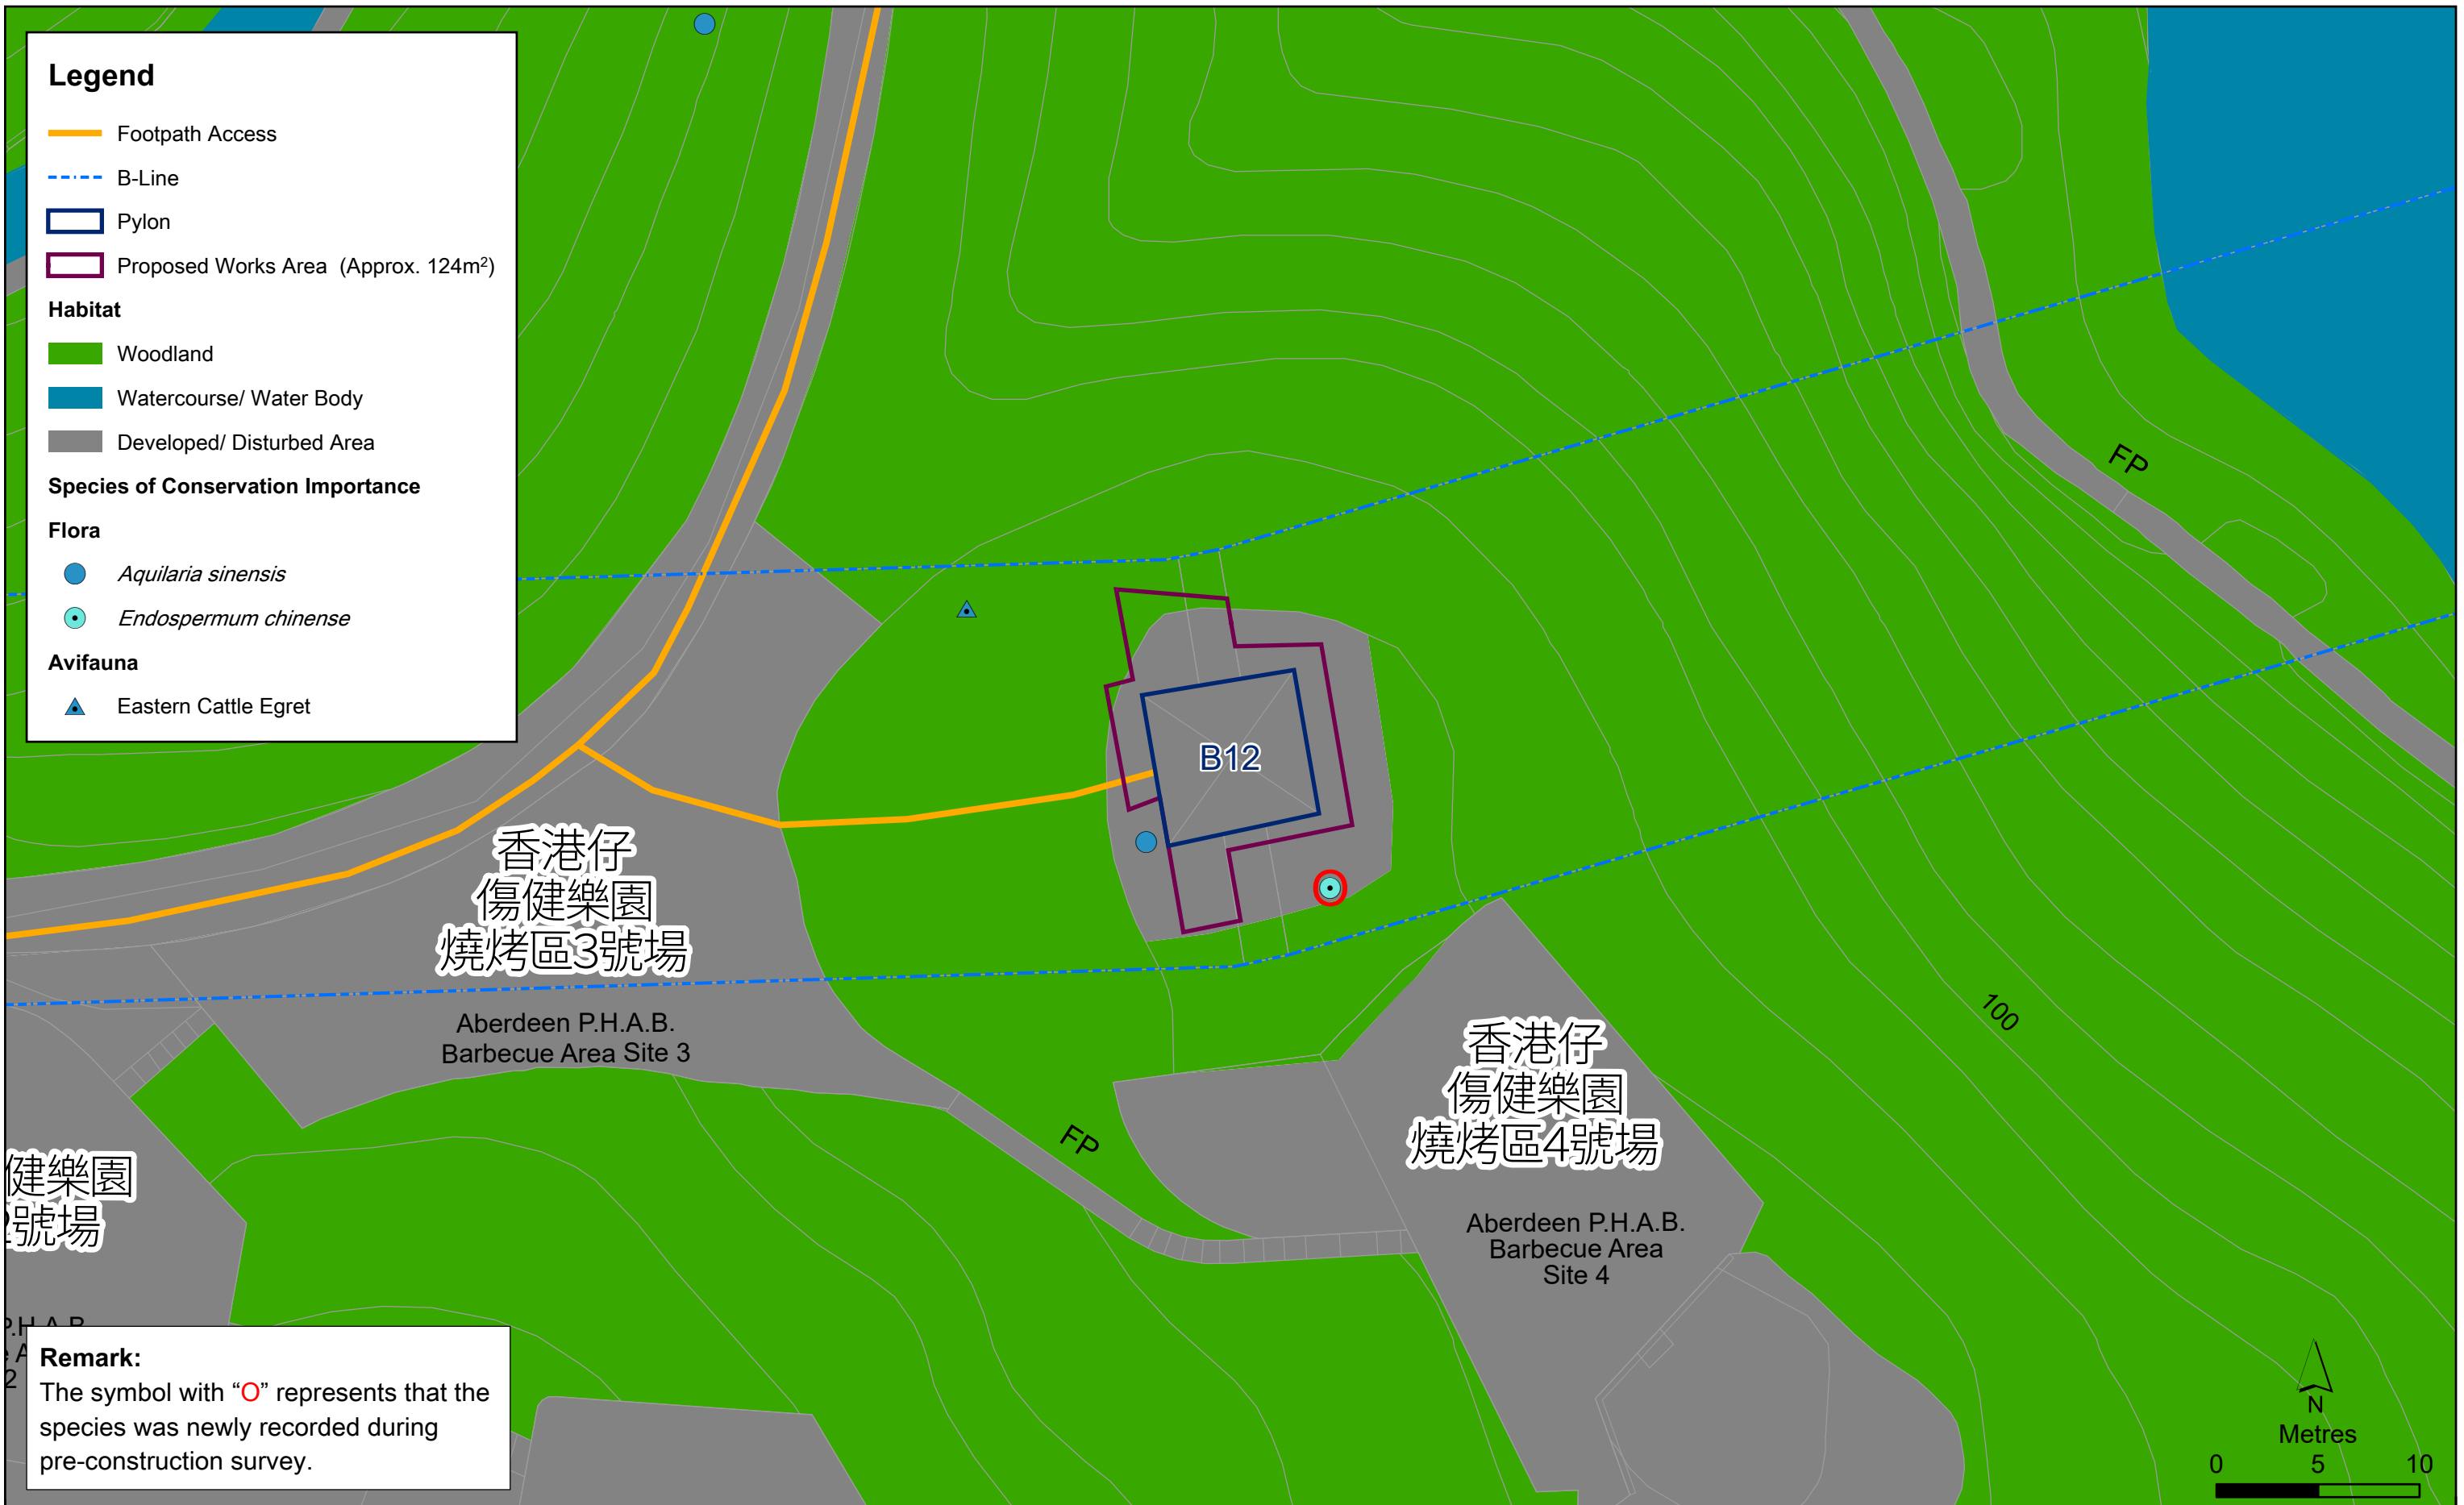 Legend
Footpath Access
B-Line
Pylon
Proposed Works Area (Approx. 124m²)
Habitat
Woodland
Watercourse/ Water Body
Developed/ Disturbed Area
Species of Conservation Importance
Flora
Aquilaria sinensis
Endospermum chinense
Avifauna
Eastern Cattle Egret
FP
B12
香港仔
傷健樂園
燒烤區3號場
Aberdeen P.H.A.B.
Barbecue Area Site 3
100
香港仔
傷健樂園
燒烤區4號場
FP
健樂園
2號場
Aberdeen P.H.A.B.
Barbecue Area
Site 4
P.H.A.B.
2
Remark:
The symbol with “O” represents that the
species was newly recorded during
pre-construction survey.
N
Metres
0 5 10